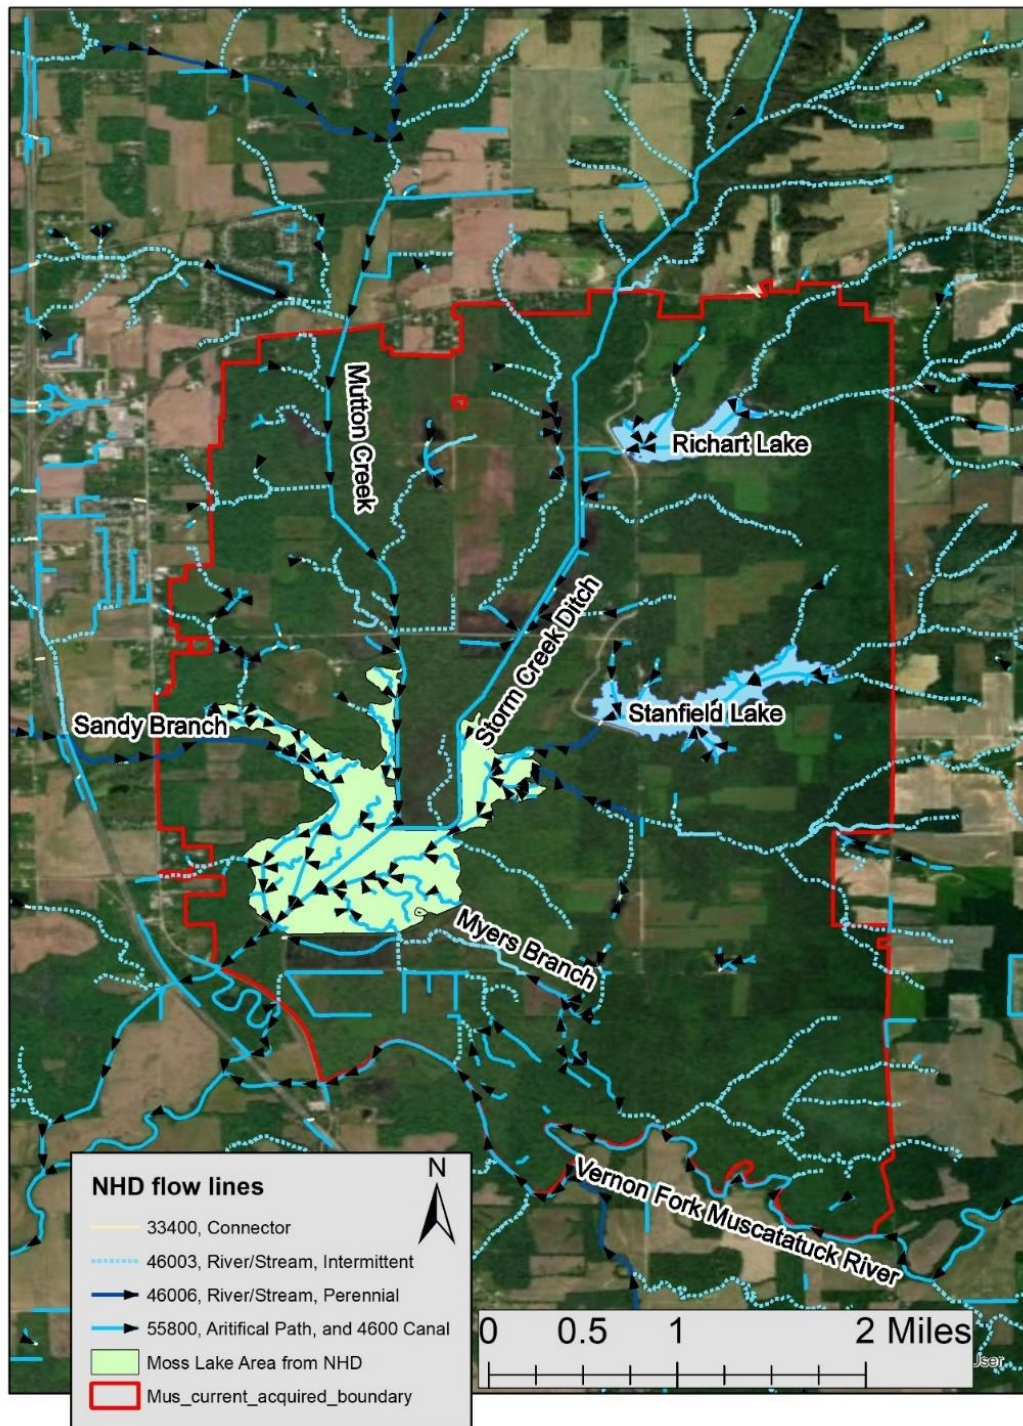 Mutton Creek
Richart Lake
Storm Creek Ditch
Sandy Branch
Stanfield Lake
Myers Branch
Vernon Fork Muscatatuck River
NHD flow lines
N
33400, Connector
46003, River/Stream, Intermittent
46006, River/Stream, Perennial
55800, Aritifical Path, and 4600 Canal
Moss Lake Area from NHD
Mus_current_acquired_boundary
0 0.5 1 2 Miles
User